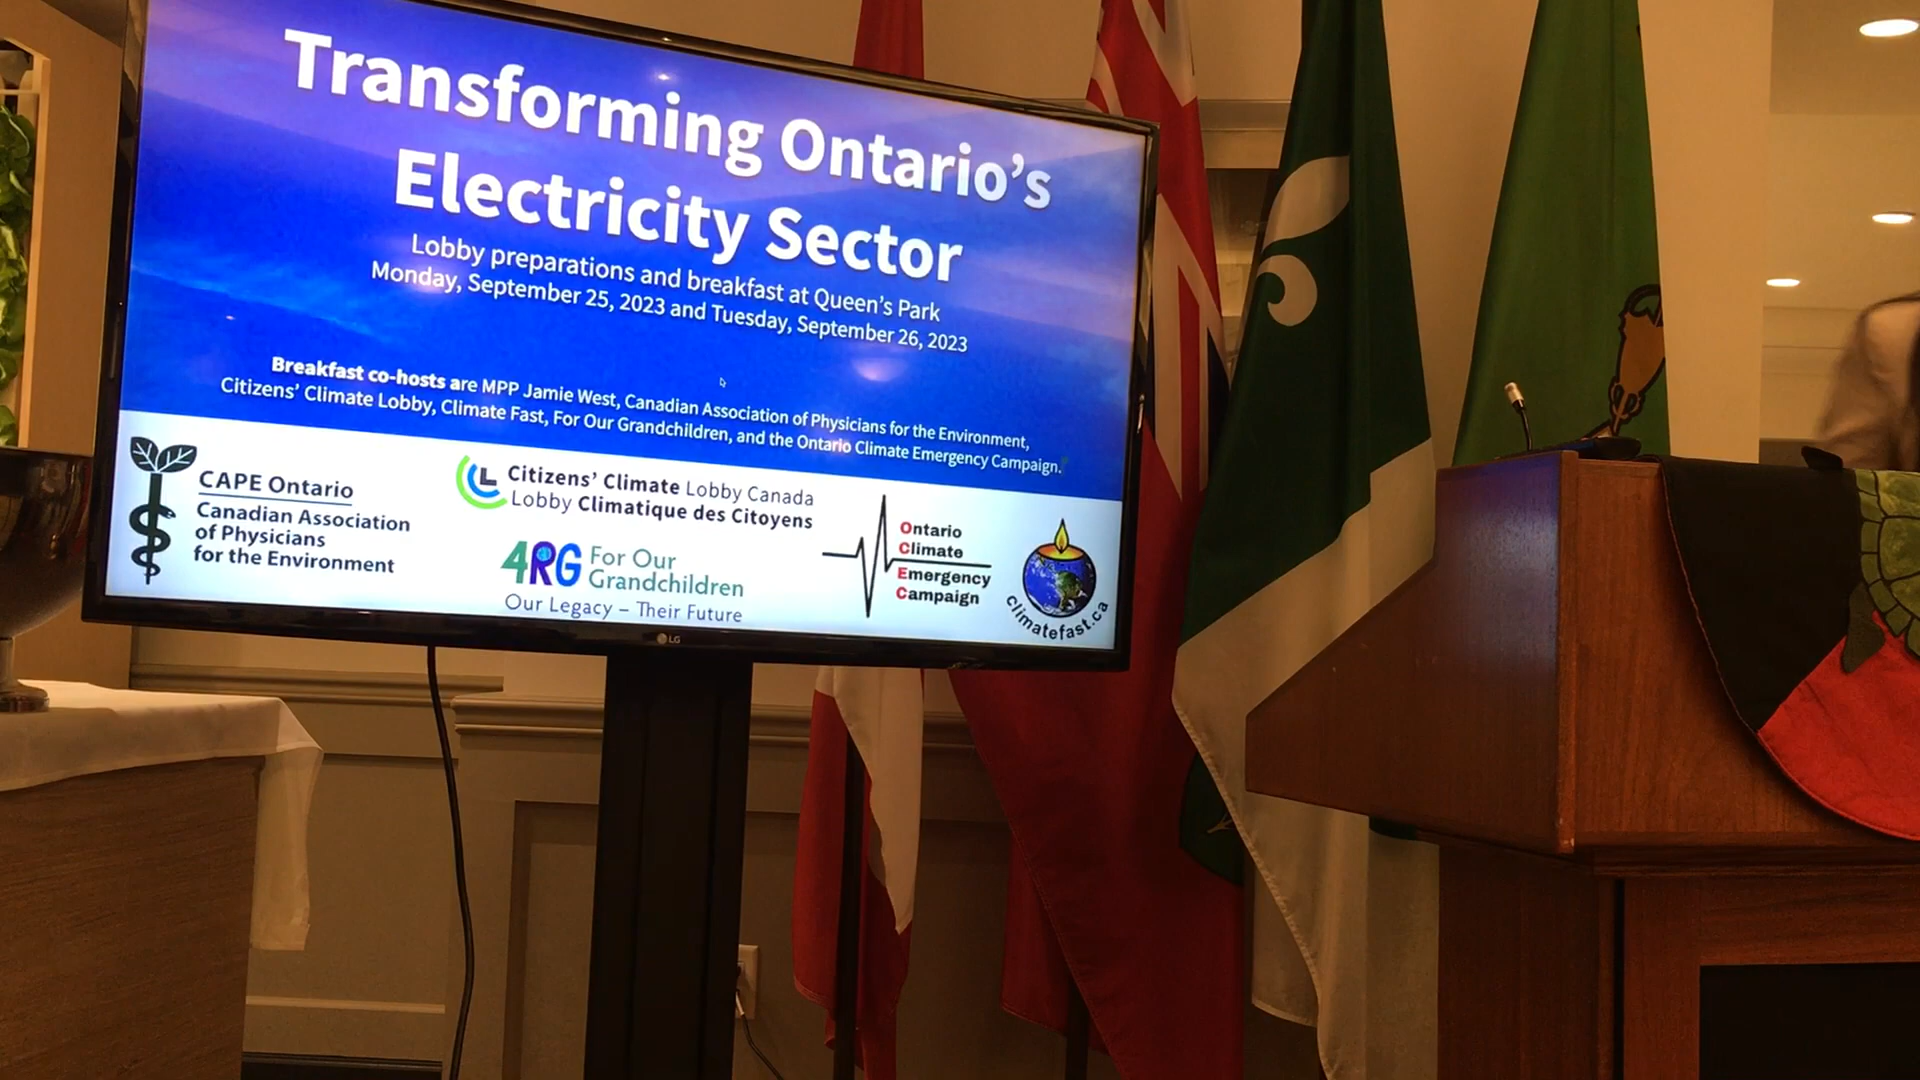 Transforming Ontario's
Electricity Sector
Lobby preparations and breakfast at Queen's Park
Monday, September 25, 2023 and Tuesday, September 26, 2023
Breakfast co-hosts are MPP Jamie West, Canadian Association of Physicians for the Environment,
Citizens' Climate Lobby, Climate Fast, For Our Grandchildren, and the Ontario Climate Emergency Campaign.
CAPE Ontario
Canadian Association
of Physicians
for the Environment
Citizens' Climate Lobby Canada
Lobby Climatique des Citoyens
4RG For Our
Grandchildren
Our Legacy – Their Future
Ontario
Climate
Emergency
Campaign
climatefast.ca
LG